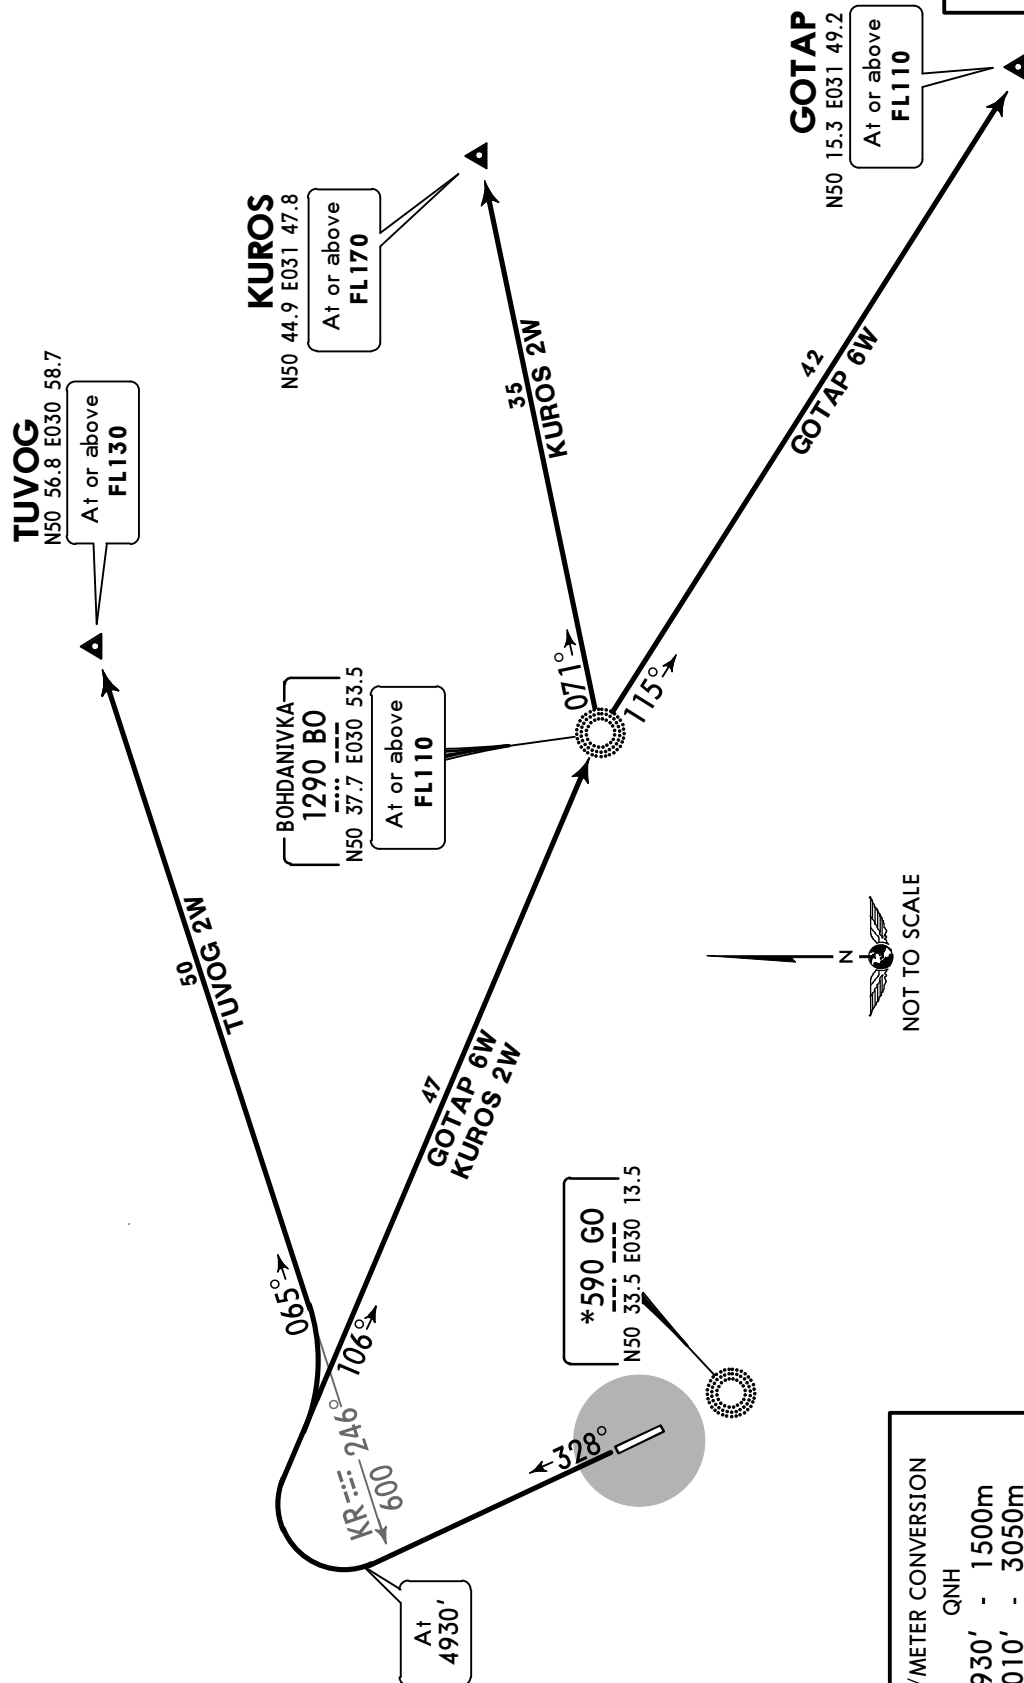 TUVOG
N50 56.8 E030 58.7
At or above
FL130
KUROS
N50 44.9 E031 47.8
At or above
FL170
GOTAP
N50 15.3 E031 49.2
At or above
FL110
BOHDANIVKA
1290 BO
N50 37.7 E030 53.5
At or above
FL110
50
TUVOG 2W
35
KUROS 2W
42
GOTAP 6W
071°
115°
47
GOTAP 6W
KUROS 2W
065°
106°
KR 246°
600
328°
*590 GO
N50 33.5 E030 13.5
At
4930'
N
NOT TO SCALE
/METER CONVERSION
QNH
930' - 1500m
010' - 3050m